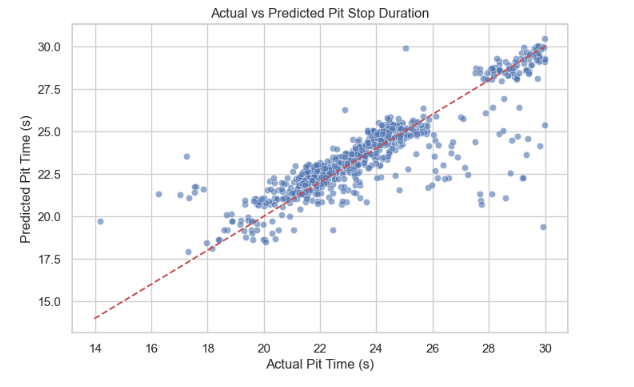 Actual vs Predicted Pit Stop Duration
Predicted Pit Time (s)
30.0
27.5
25.0
22.5
20.0
17.5
15.0
14 16 18 20 22 24 26 28 30
Actual Pit Time (s)